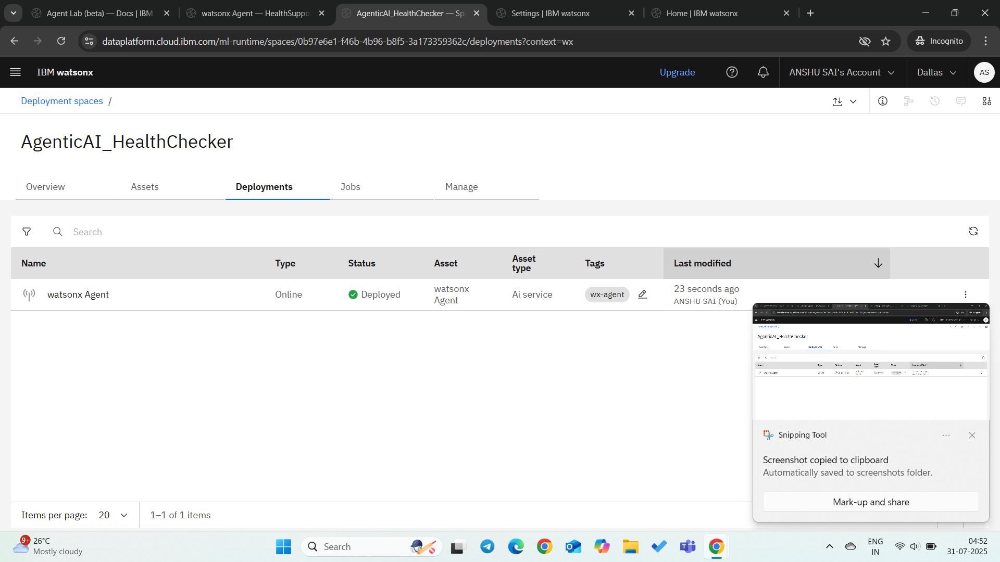 Agent Lab (beta) — Docs | IBM
watsonx Agent — HealthSuppo
AgenticAI_HealthChecker — Sp
Settings | IBM watsonx
Home | IBM watsonx
dataplatform.cloud.ibm.com/ml-runtime/spaces/0b97e6e1-f46b-4b96-b8f5-3a173359362c/deployments?context=wx
Incognito
IBM watsonx
Upgrade
ANSHU SAI's Account
Dallas
AS
Deployment spaces /
AgenticAI_HealthChecker
Overview
Assets
Deployments
Jobs
Manage
Search
Name
Type
Status
Asset
Asset
type
Tags
Last modified
watsonx Agent
Online
Deployed
watsonx
Agent
Ai service
wx-agent
23 seconds ago
ANSHU SAI (You)
AgenticAI_HealthChecker
Snipping Tool
Screenshot copied to clipboard
Automatically saved to screenshots folder.
Mark-up and share
Items per page: 20
1–1 of 1 items
9+
26°C
Mostly cloudy
Search
ENG
IN
04:52
31-07-2025